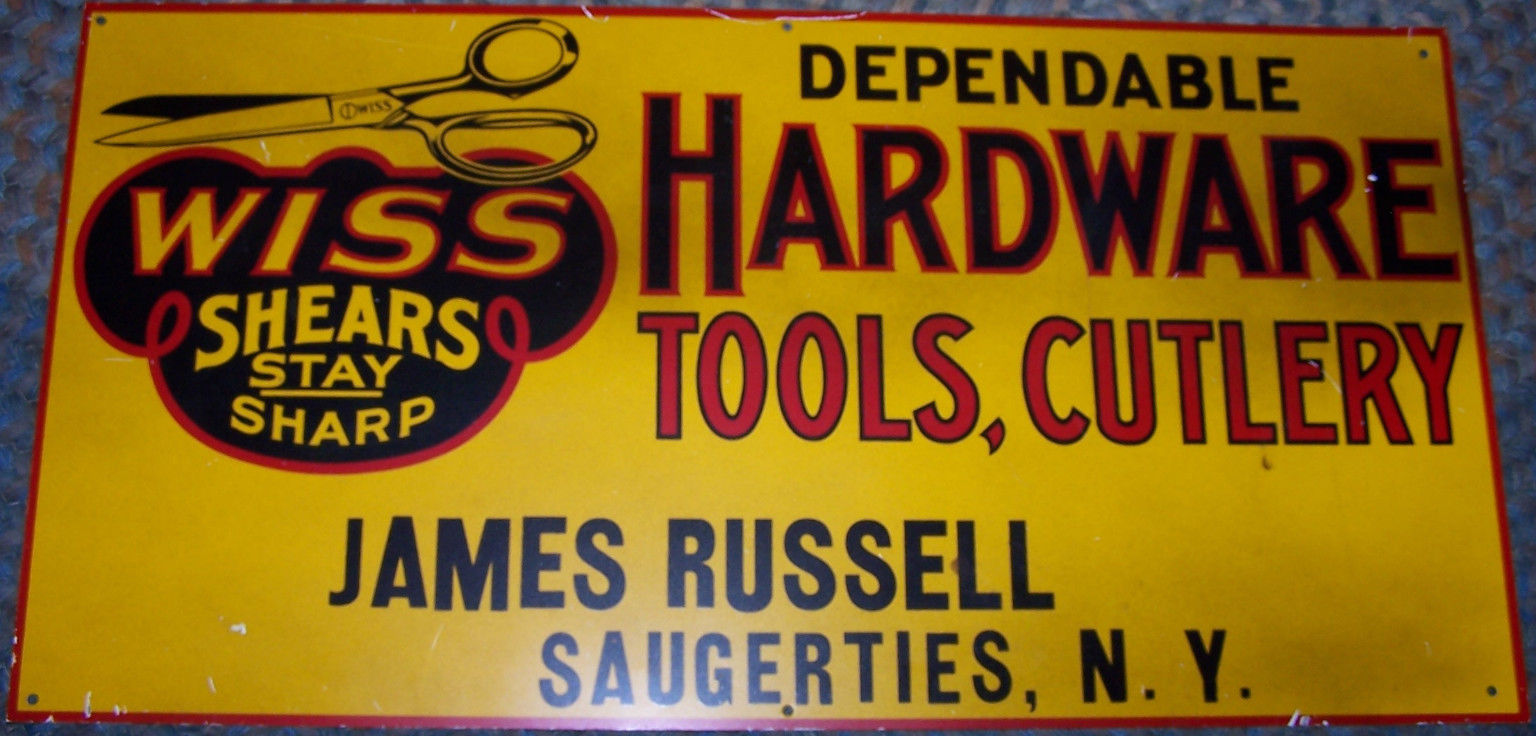 WISS
WISS
SHEARS
STAY
SHARP
DEPENDABLE
HARDWARE
TOOLS, CUTLERY
JAMES RUSSELL
SAUGERTIES, N. Y.